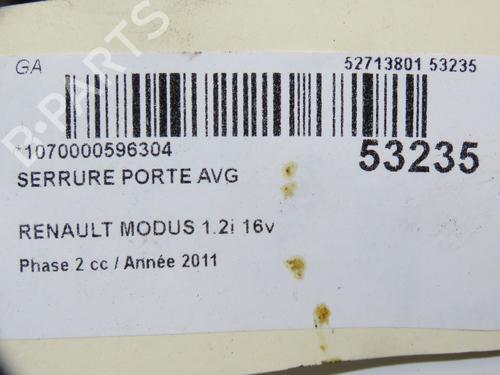 GA
52713801 53235
*1070000596304
53235
SERRURE PORTE AVG
RENAULT MODUS 1.2i 16v
Phase 2 cc / Année 2011
B-PARTS